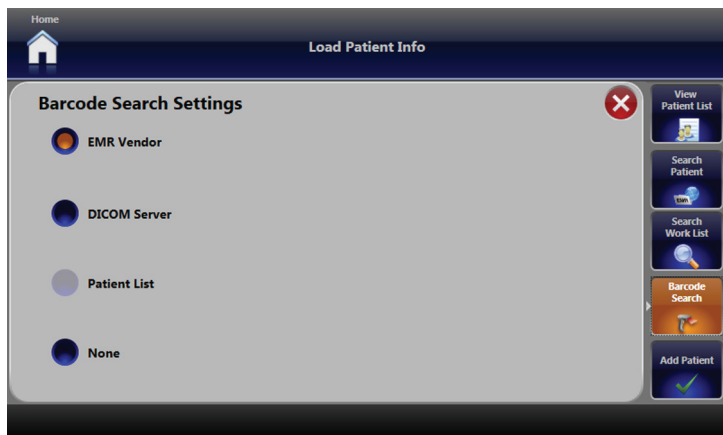 Home
Load Patient Info
Barcode Search Settings
EMR Vendor
DICOM Server
Patient List
None
View
Patient List
Search
Patient
EMR
Search
Work List
Barcode
Search
Add Patient